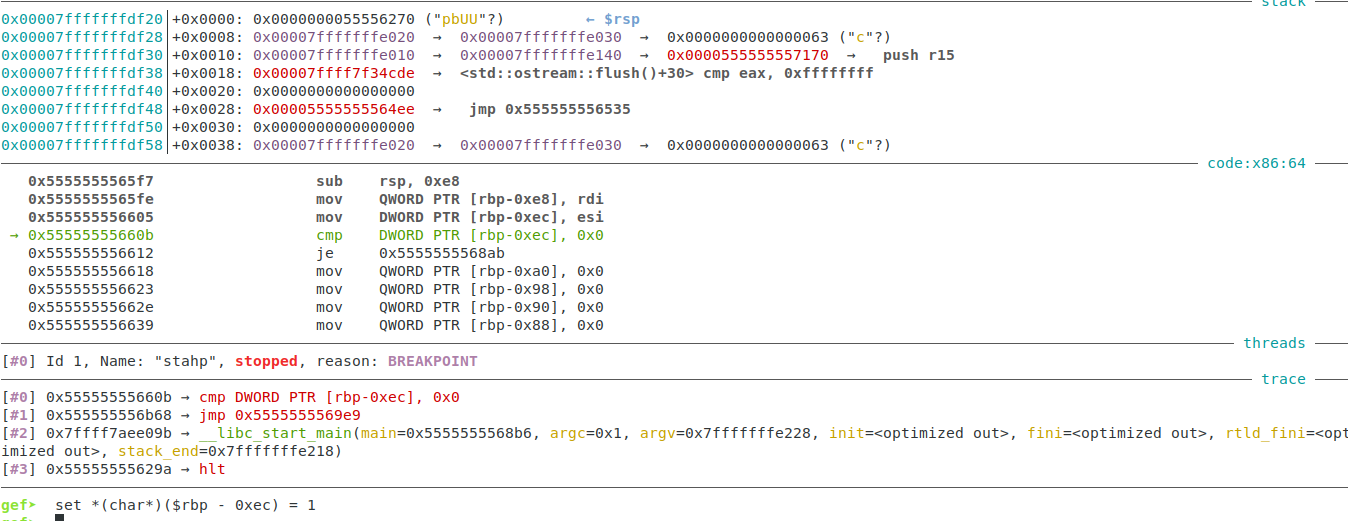 stack
0x00007fffffffdf20│+0x0000: 0x0000000055556270 ("pbUU"?)         ← $rsp
0x00007fffffffdf28│+0x0008: 0x00007fffffffe020  →  0x00007fffffffe030  →  0x0000000000000063 ("c"?)
0x00007fffffffdf30│+0x0010: 0x00007fffffffe010  →  0x00007fffffffe140  →  0x0000555555557170  →   push r15
0x00007fffffffdf38│+0x0018: 0x00007ffff7f34cde  →  <std::ostream::flush()+30> cmp eax, 0xffffffff
0x00007fffffffdf40│+0x0020: 0x0000000000000000
0x00007fffffffdf48│+0x0028: 0x00005555555564ee  →   jmp 0x555555556535
0x00007fffffffdf50│+0x0030: 0x0000000000000000
0x00007fffffffdf58│+0x0038: 0x00007fffffffe020  →  0x00007fffffffe030  →  0x0000000000000063 ("c"?)
code:x86:64
0x5555555565f7                  sub    rsp, 0xe8
0x5555555565fe                  mov    QWORD PTR [rbp-0xe8], rdi
0x555555556605                  mov    DWORD PTR [rbp-0xec], esi
→ 0x55555555660b                  cmp    DWORD PTR [rbp-0xec], 0x0
0x555555556612                  je     0x5555555568ab
0x555555556618                  mov    QWORD PTR [rbp-0xa0], 0x0
0x555555556623                  mov    QWORD PTR [rbp-0x98], 0x0
0x55555555662e                  mov    QWORD PTR [rbp-0x90], 0x0
0x555555556639                  mov    QWORD PTR [rbp-0x88], 0x0
threads
[#0] Id 1, Name: "stahp", stopped, reason: BREAKPOINT
trace
[#0] 0x55555555660b → cmp DWORD PTR [rbp-0xec], 0x0
[#1] 0x555555556b68 → jmp 0x5555555569e9
[#2] 0x7ffff7aee09b → __libc_start_main(main=0x5555555568b6, argc=0x1, argv=0x7fffffffe228, init=<optimized out>, fini=<optimized out>, rtld_fini=<opt
imized out>, stack_end=0x7fffffffe218)
[#3] 0x55555555629a → hlt
gef➤  set *(char*)($rbp - 0xec) = 1